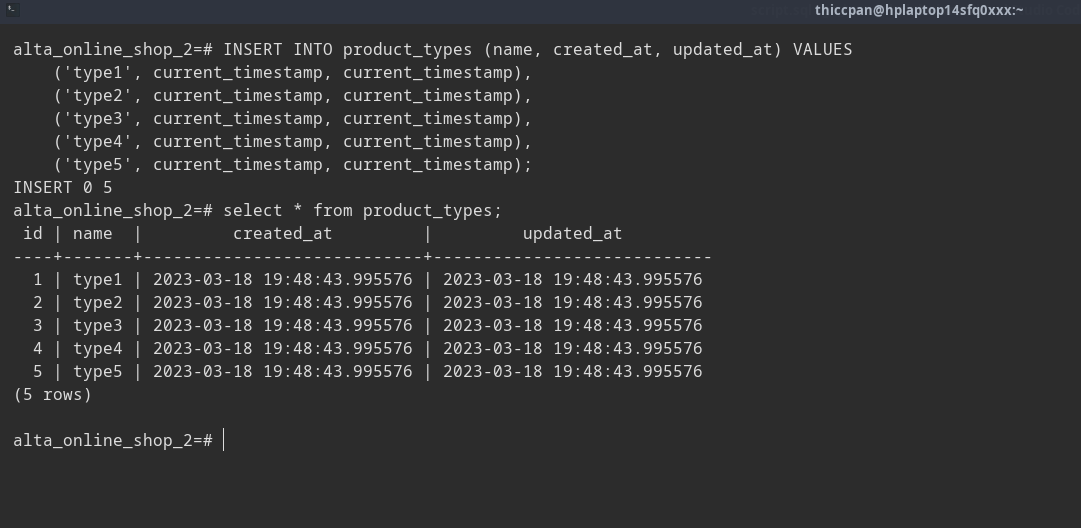 thiccpan@hplaptop14sfq0xxx:~
alta_online_shop_2=# INSERT INTO product_types (name, created_at, updated_at) VALUES
    ('type1', current_timestamp, current_timestamp),
    ('type2', current_timestamp, current_timestamp),
    ('type3', current_timestamp, current_timestamp),
    ('type4', current_timestamp, current_timestamp),
    ('type5', current_timestamp, current_timestamp);
INSERT 0 5
alta_online_shop_2=# select * from product_types;
 id | name  |         created_at         |         updated_at
----+-------+----------------------------+----------------------------
  1 | type1 | 2023-03-18 19:48:43.995576 | 2023-03-18 19:48:43.995576
  2 | type2 | 2023-03-18 19:48:43.995576 | 2023-03-18 19:48:43.995576
  3 | type3 | 2023-03-18 19:48:43.995576 | 2023-03-18 19:48:43.995576
  4 | type4 | 2023-03-18 19:48:43.995576 | 2023-03-18 19:48:43.995576
  5 | type5 | 2023-03-18 19:48:43.995576 | 2023-03-18 19:48:43.995576
(5 rows)
alta_online_shop_2=#